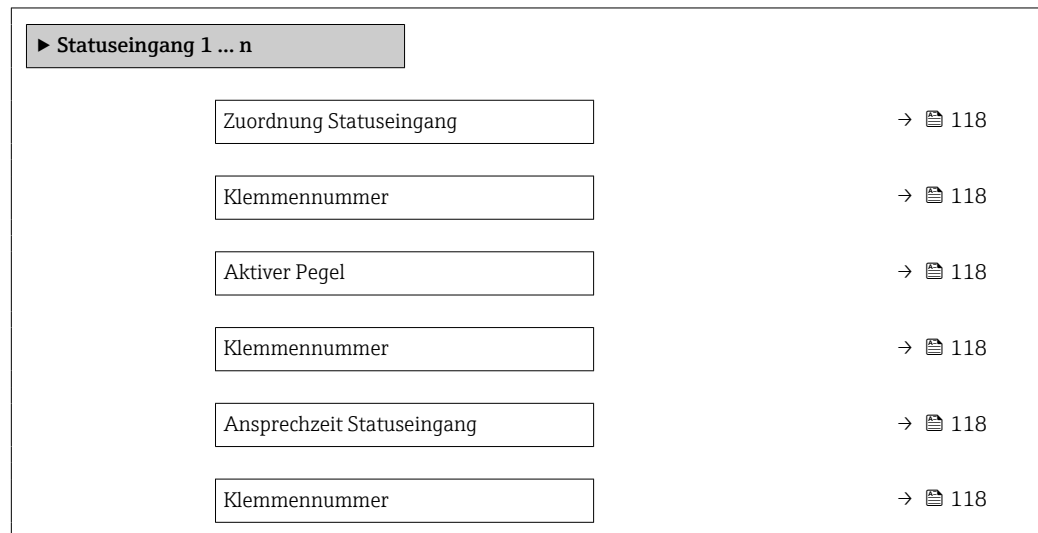 ▶ Statuseingang 1 … n
Zuordnung Statuseingang → 118
Klemmennummer → 118
Aktiver Pegel → 118
Klemmennummer → 118
Ansprechzeit Statuseingang → 118
Klemmennummer → 118